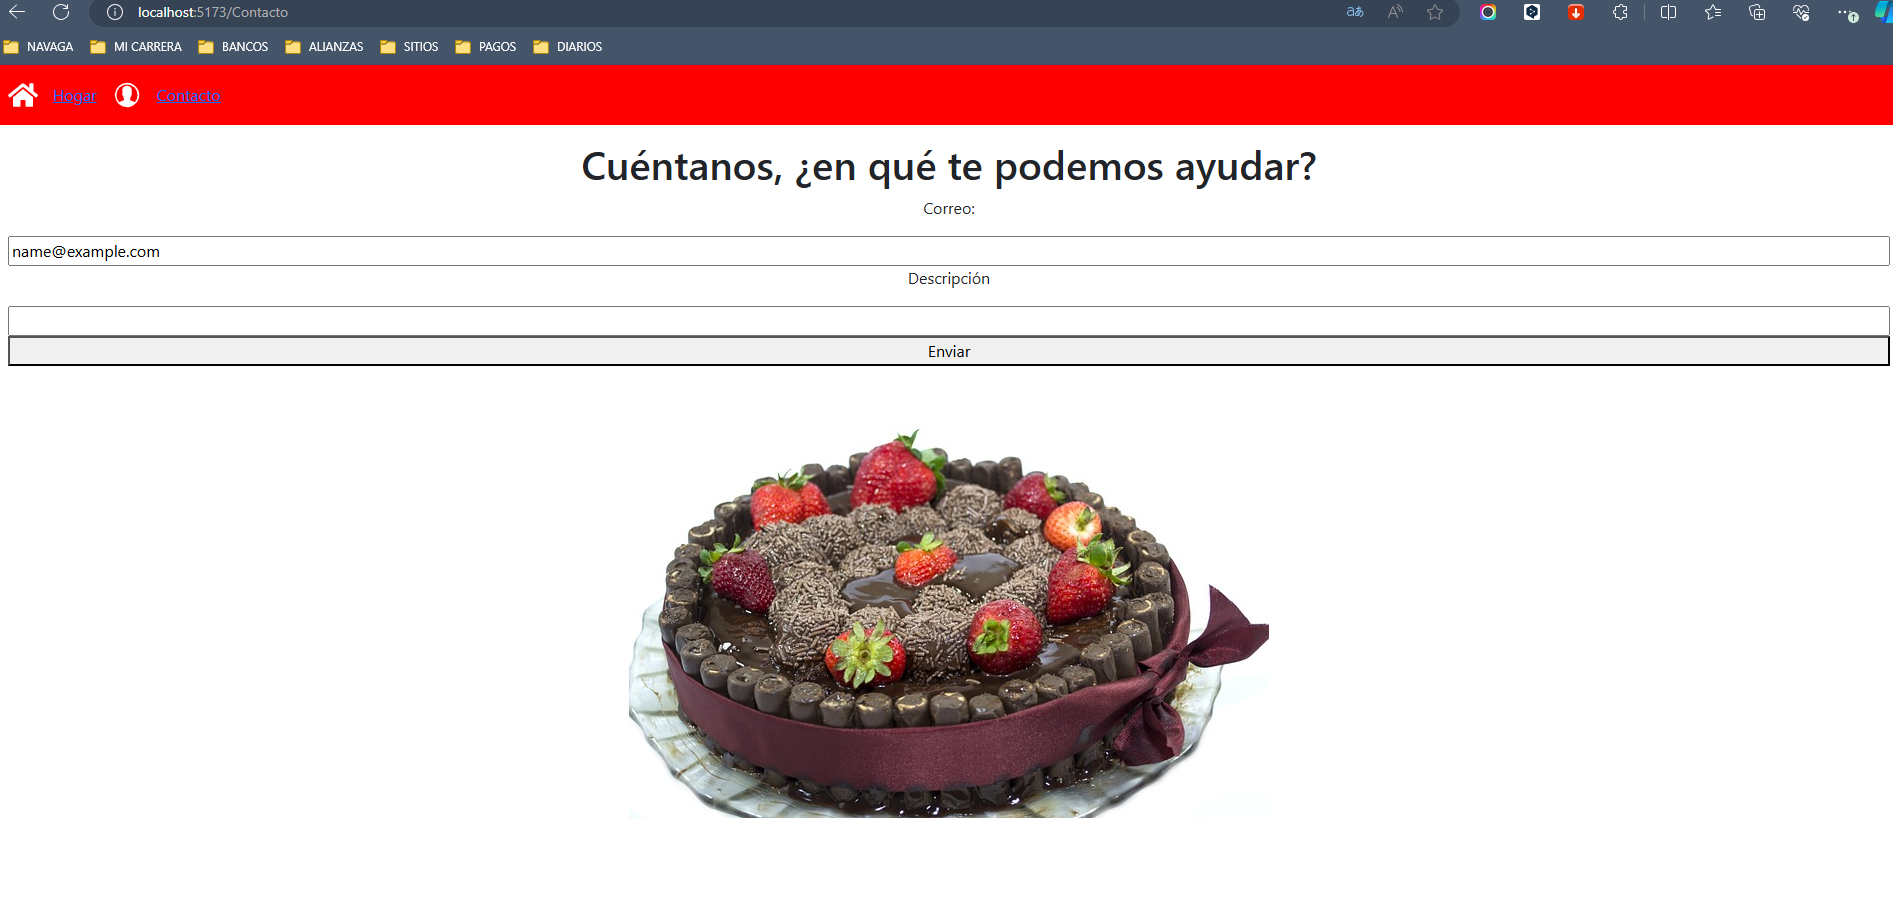 localhost:5173/Contacto
NAVAGA MI CARRERA BANCOS ALIANZAS SITIOS PAGOS DIARIOS
Hogar Contacto
Cuéntanos, ¿en qué te podemos ayudar?
Correo:
name@example.com
Descripción
Enviar